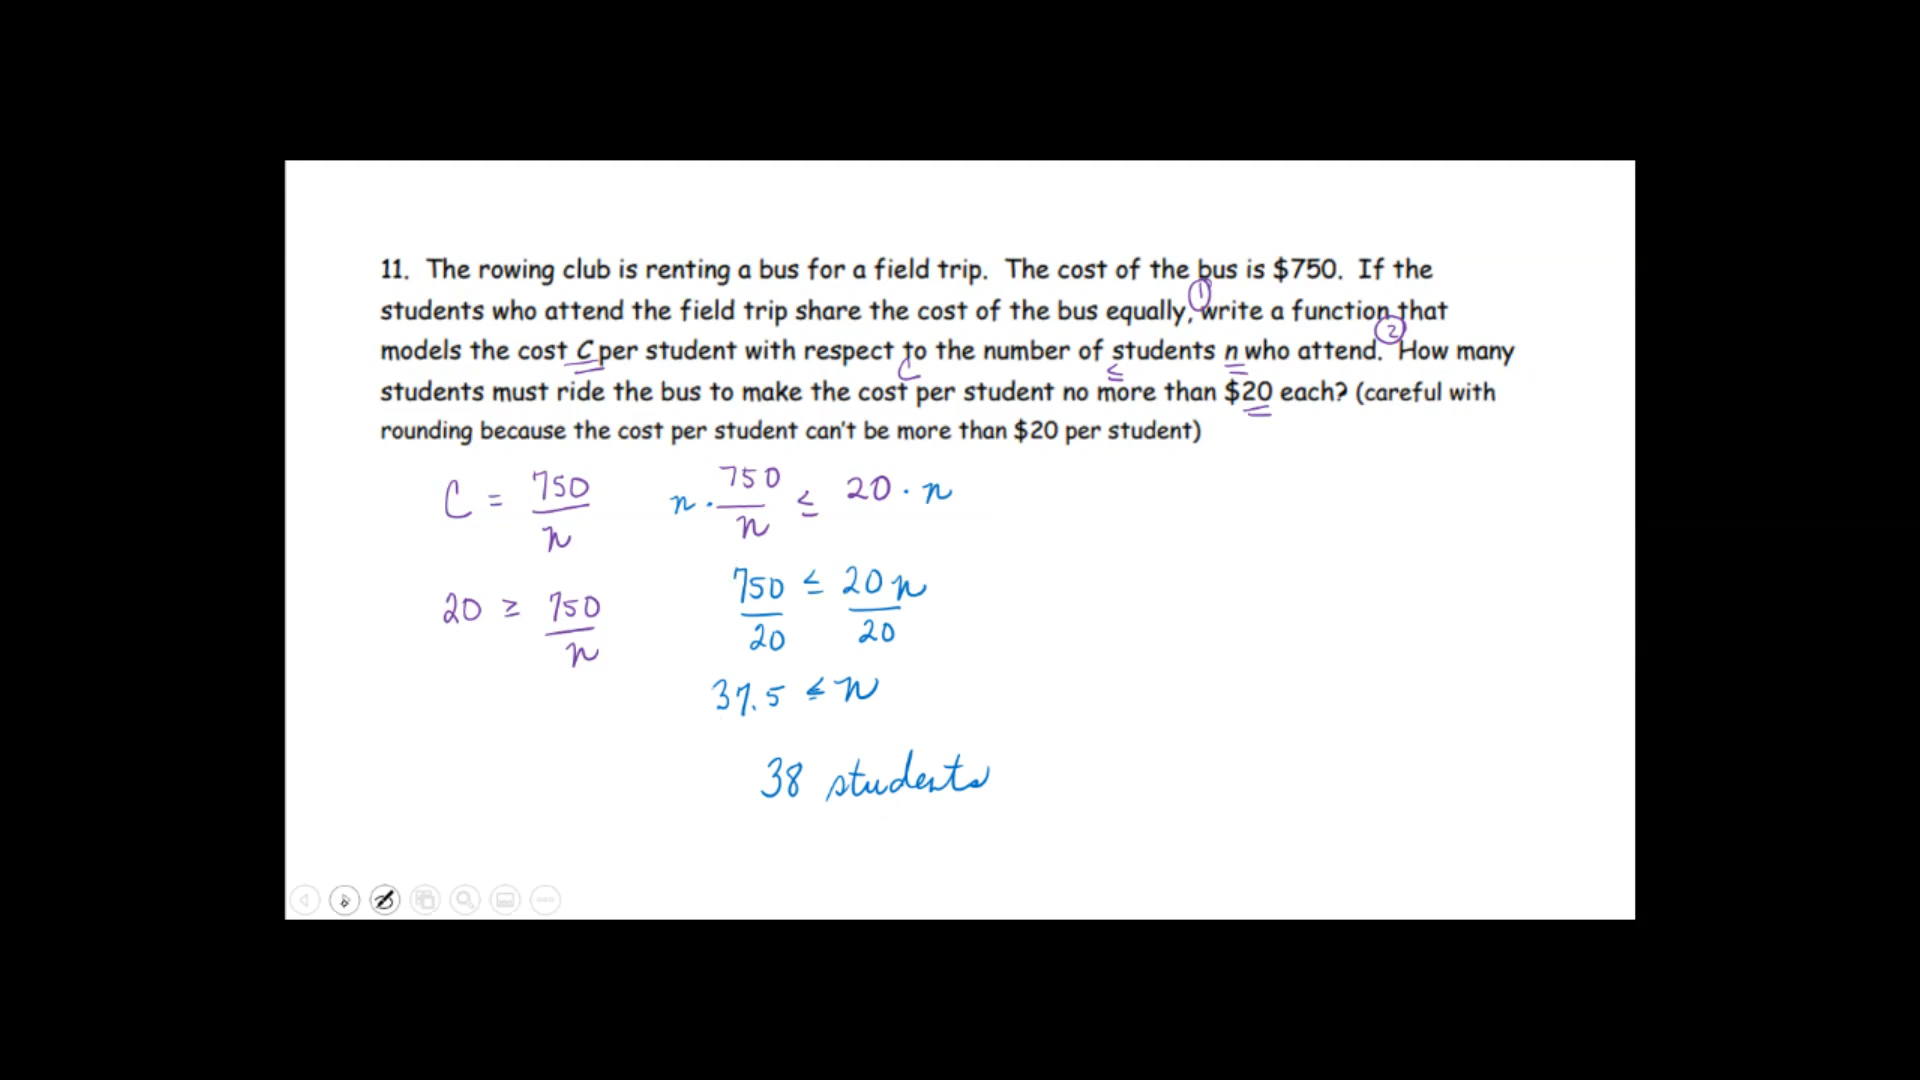 11. The rowing club is renting a bus for a field trip. The cost of the bus is $750. If the
①
students who attend the field trip share the cost of the bus equally, write a function that
②
models the cost C per student with respect to the number of students n who attend. How many
C ≤
students must ride the bus to make the cost per student no more than $20 each? (careful with
rounding because the cost per student can't be more than $20 per student)
C = 750/n
20 ≥ 750/n
n · 750/n ≤ 20 · n
750/20 ≤ 20n/20
37.5 ≤ n
38 students